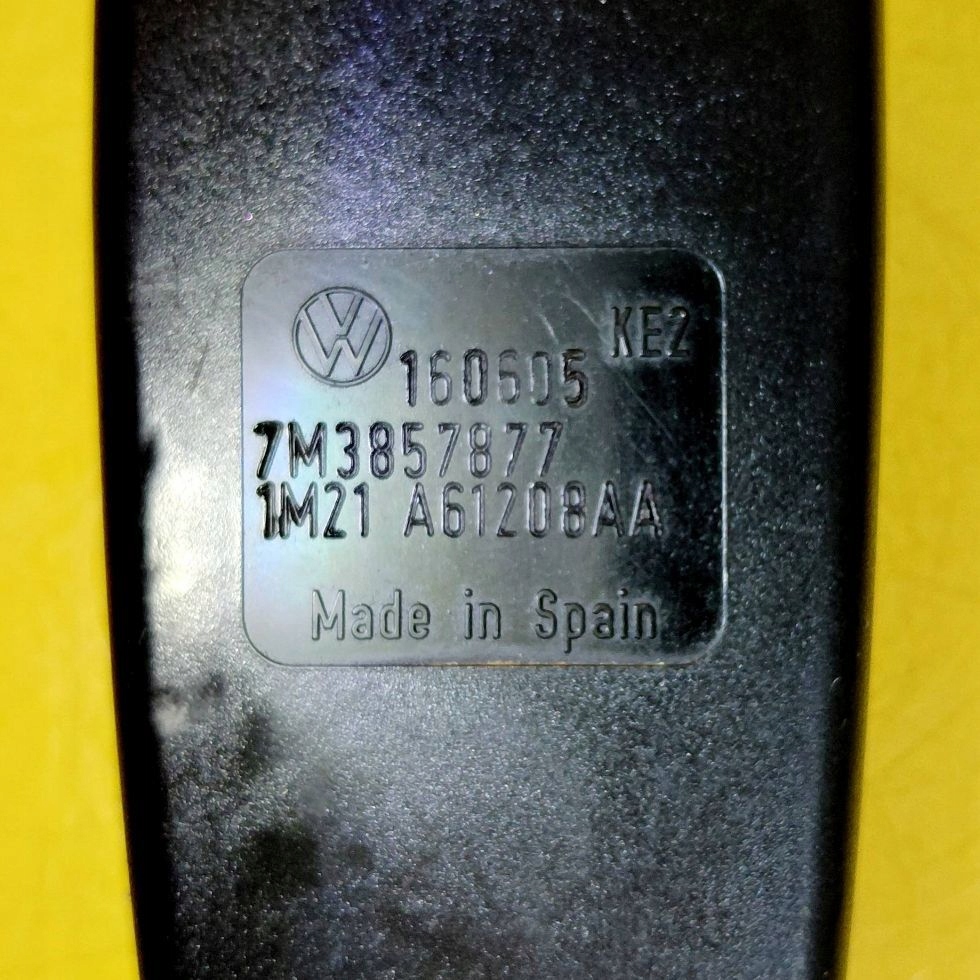 KE2
160605
7M3857877
1M21 A61208AA
Made in Spain